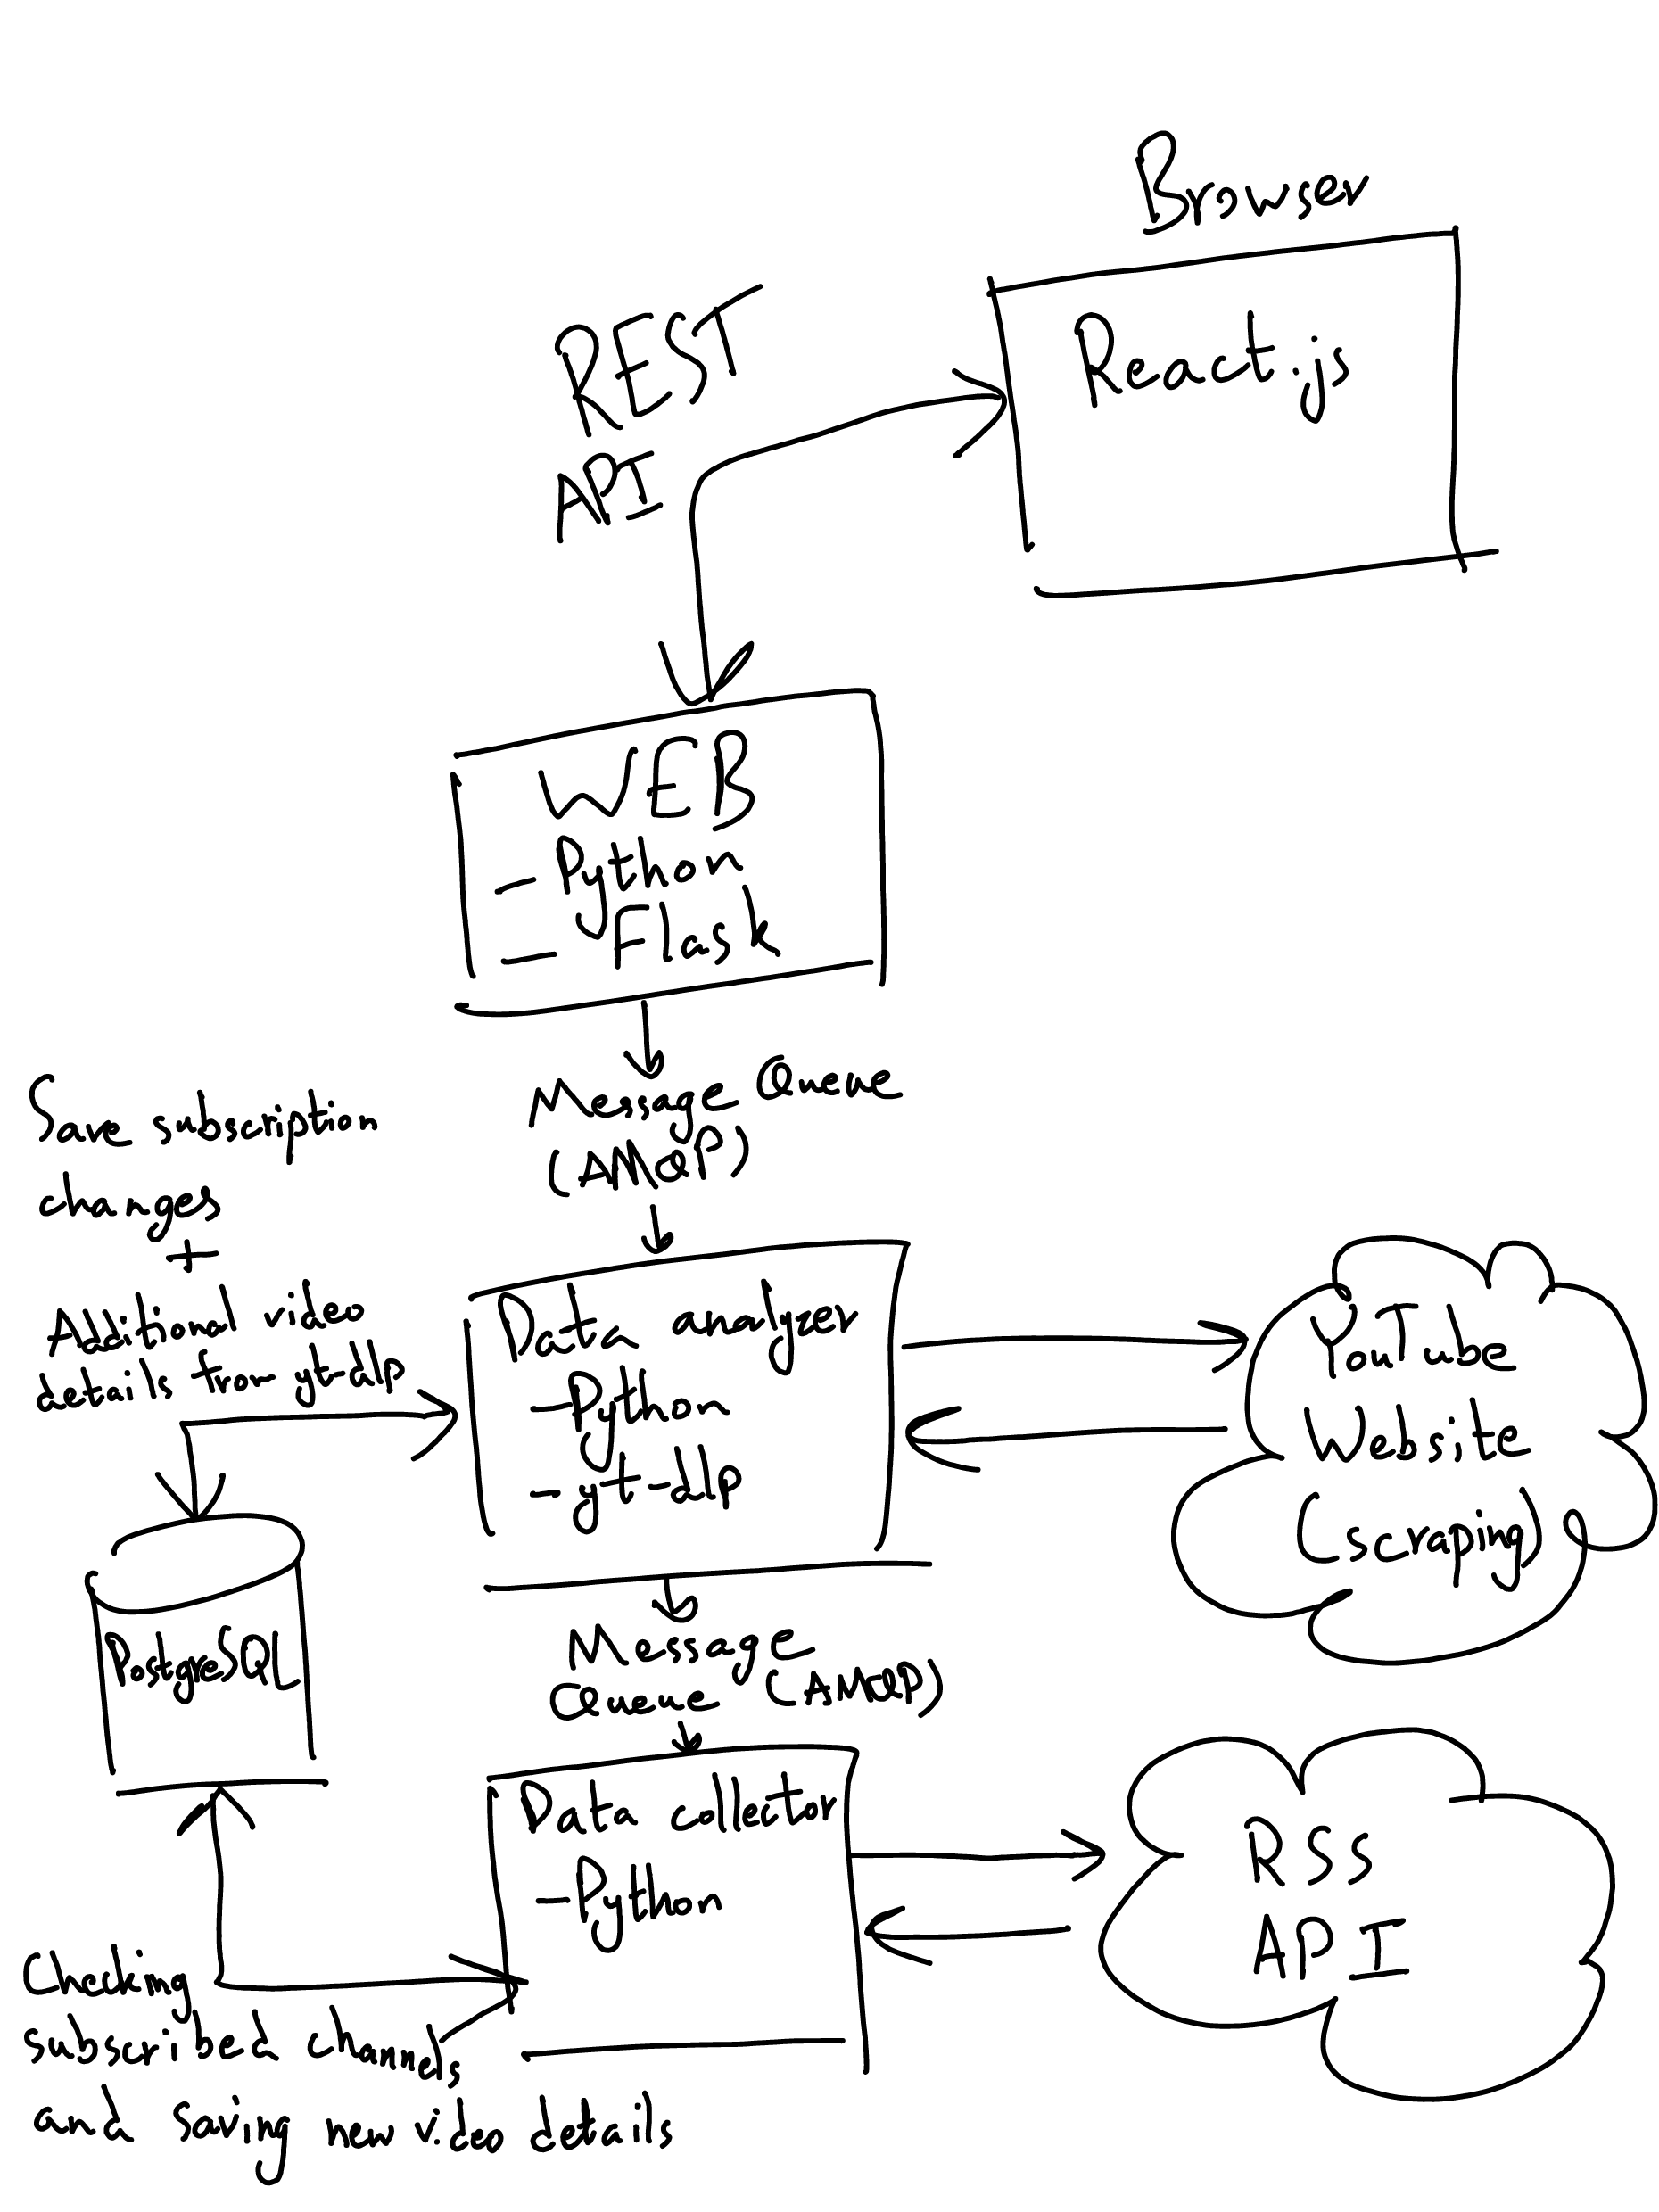 Browser
React.js
REST
API
WEB
- Python
- Flask
Message Queue
(AMQP)
Save subscription
changes
+
Additional video
details from yt-dlp
Data analyzer
- Python
- yt-dlp
YouTube
Website
(scraping)
PostgreSQL
Message
Queue (AMQP)
Data collector
- Python
RSS
API
Checking
subscribed channels
and saving new video details